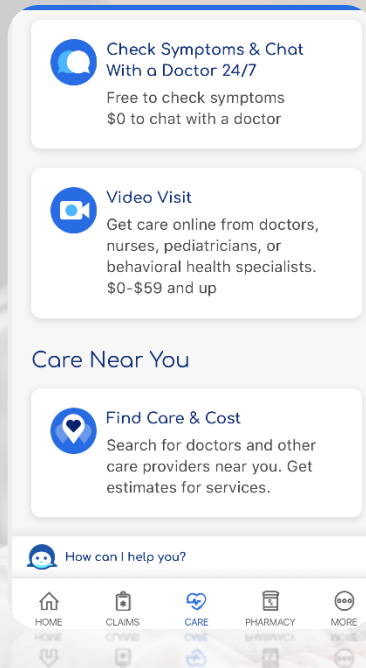 Check Symptoms & Chat
With a Doctor 24/7
Free to check symptoms
$0 to chat with a doctor
Video Visit
Get care online from doctors,
nurses, pediatricians, or
behavioral health specialists.
$0-$59 and up
Care Near You
Find Care & Cost
Search for doctors and other
care providers near you. Get
estimates for services.
How can I help you?
HOME CLAIMS CARE PHARMACY MORE